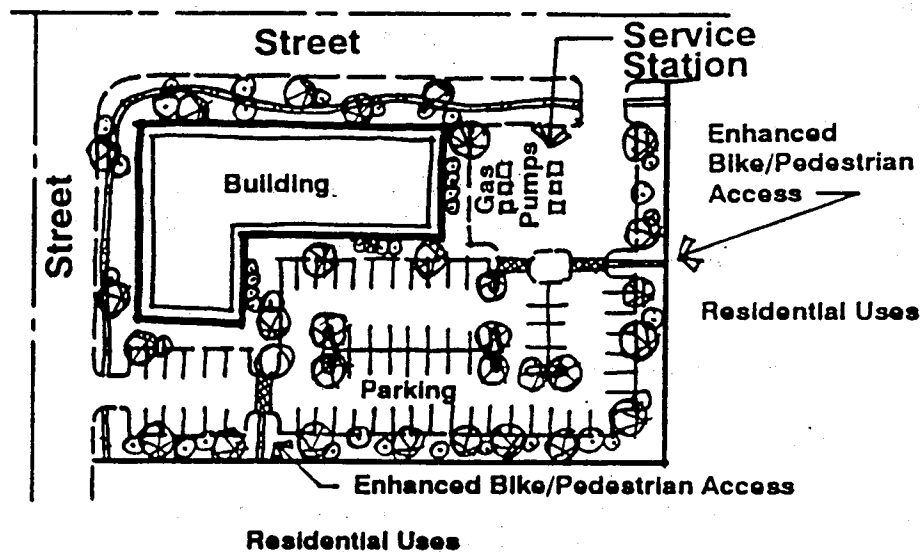 Street
Service
Station
Enhanced
Bike/Pedestrian
Access
Building
Gas
Pumps
Street
Residential Uses
Parking
Enhanced Bike/Pedestrian Access
Residential Uses